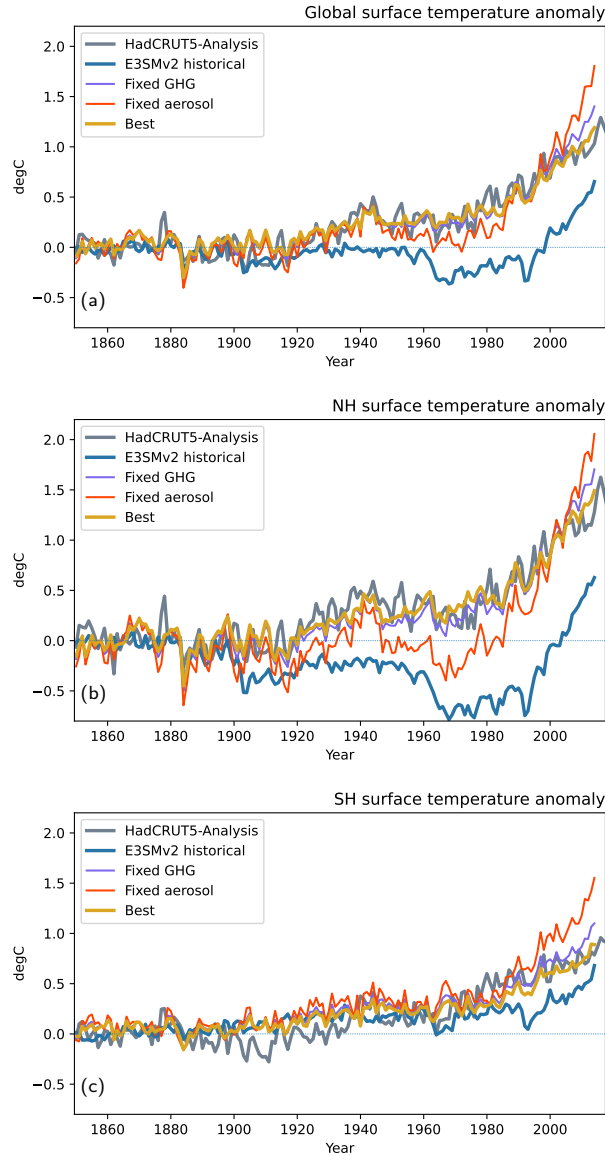 Global surface temperature anomaly
2.0
1.5
1.0
0.5
0.0
−0.5
degC
HadCRUT5-Analysis
E3SMv2 historical
Fixed GHG
Fixed aerosol
Best
(a)
1860 1880 1900 1920 1940 1960 1980 2000
Year
NH surface temperature anomaly
2.0
1.5
1.0
0.5
0.0
−0.5
degC
HadCRUT5-Analysis
E3SMv2 historical
Fixed GHG
Fixed aerosol
Best
(b)
1860 1880 1900 1920 1940 1960 1980 2000
Year
SH surface temperature anomaly
2.0
1.5
1.0
0.5
0.0
−0.5
degC
HadCRUT5-Analysis
E3SMv2 historical
Fixed GHG
Fixed aerosol
Best
(c)
1860 1880 1900 1920 1940 1960 1980 2000
Year